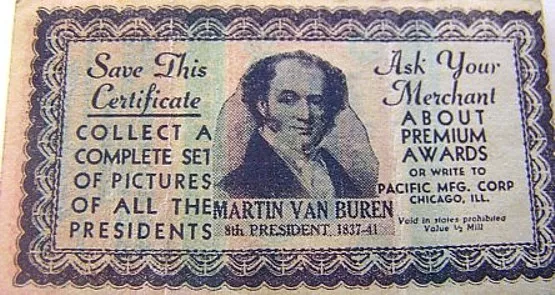 Save This
Certificate
COLLECT A
COMPLETE SET
OF PICTURES
OF ALL THE
PRESIDENTS
MARTIN VAN BUREN
8th PRESIDENT, 1837-41
Ask Your
Merchant
ABOUT
PREMIUM
AWARDS
OR WRITE TO
PACIFIC MFG. CORP
CHICAGO, ILL.
Void in states prohibited
Value ½ Mill